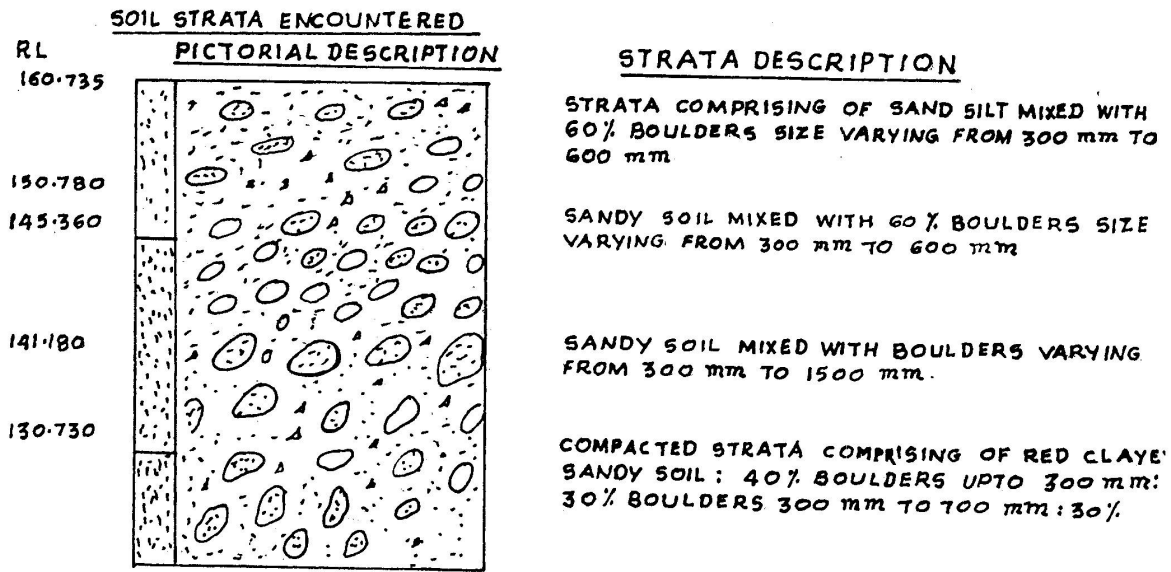 SOIL STRATA ENCOUNTERED
RL PICTORIAL DESCRIPTION
STRATA DESCRIPTION
160.735
STRATA COMPRISING OF SAND SILT MIXED WITH
60% BOULDERS SIZE VARYING FROM 300 mm TO
600 mm
150.780
145.360
SANDY SOIL MIXED WITH 60% BOULDERS SIZE
VARYING FROM 300 mm TO 600 mm
141.180
SANDY SOIL MIXED WITH BOULDERS VARYING
FROM 300 mm TO 1500 mm.
130.730
COMPACTED STRATA COMPRISING OF RED CLAYE
SANDY SOIL: 40% BOULDERS UPTO 300 mm:
30% BOULDERS 300 mm TO 700 mm: 30%